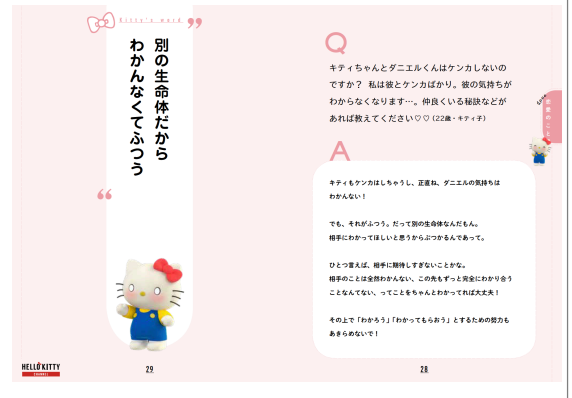 Q
キティちゃんとダニエルくんはケンカしないの
ですか？ 私は彼とケンカばかり。彼の気持ちが
わからなくなります…。仲良くいる秘訣などが
あれば教えてください♡♡（22歳・キティ子）
A
キティもケンカはしちゃうし、正直ね、ダニエルの気持ちは
わかんない！
でも、それがふつう。だって別の生命体なんだもん。
相手にわかってほしいと思うからぶつかるんであって。
ひとつ言えば、相手に期待しすぎないことかな。
相手のことは全然わかんない、この先もずっと完全にわかり合う
ことなんてない、ってことをちゃんとわかってれば大丈夫！
その上で「わかろう」「わかってもらおう」とするための努力も
あきらめないで！
Love
恋愛のこと
28
Kitty's word
”
別の生命体だから
わかんなくてふつう
“
HELLO KITTY
CHANNEL
29